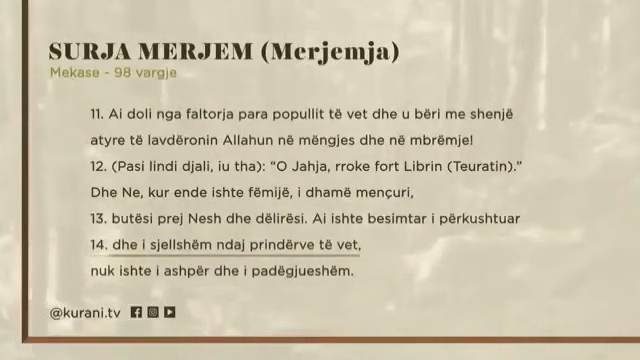 SURJA MERJEM (Merjemja)
Mekase - 98 vargje
11. Ai doli nga faltorja para popullit të vet dhe u bëri me shenjë
atyre të lavdëronin Allahun në mëngjes dhe në mbrëmje!
12. (Pasi lindi djali, iu tha): “O Jahja, rroke fort Librin (Teuratin).”
Dhe Ne, kur ende ishte fëmijë, i dhamë mençuri,
13. butësi prej Nesh dhe dëlirësi. Ai ishte besimtar i përkushtuar
14. dhe i sjellshëm ndaj prindërve të vet,
nuk ishte i ashpër dhe i padëgjueshëm.
@kurani.tv